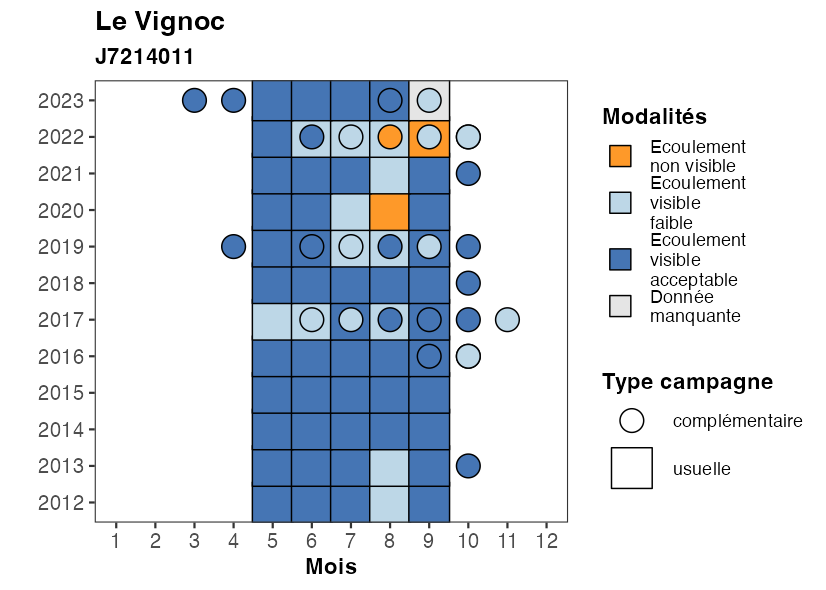 Le Vignoc
J7214011
2023
2022
2021
2020
2019
2018
2017
2016
2015
2014
2013
2012
1 2 3 4 5 6 7 8 9 10 11 12
Mois
Modalités
Ecoulement
non visible
Ecoulement
visible
faible
Ecoulement
visible
acceptable
Donnée
manquante
Type campagne
complémentaire
usuelle